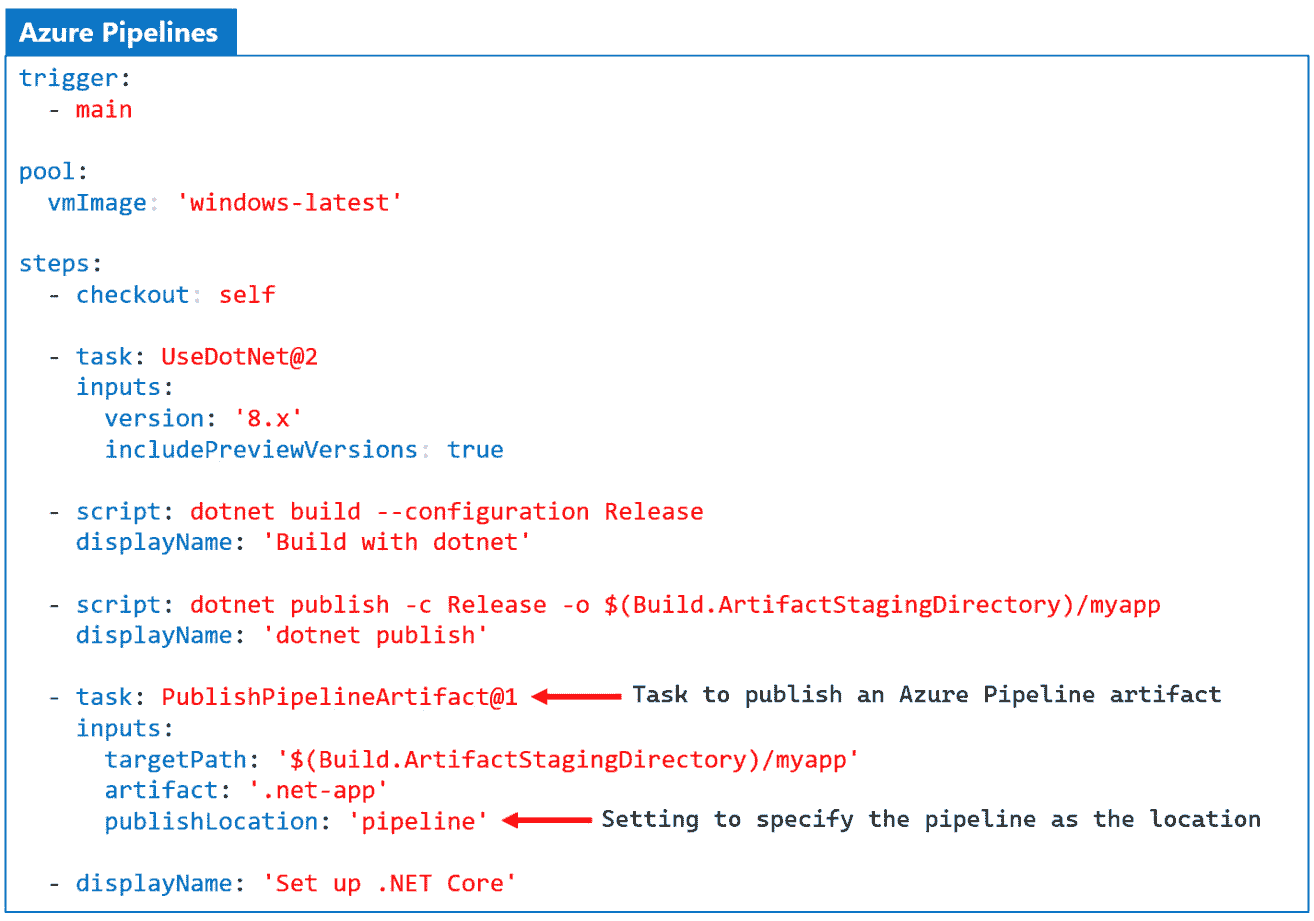 Azure Pipelines
trigger:
  - main
pool:
  vmImage: 'windows-latest'
steps:
  - checkout: self
  - task: UseDotNet@2
    inputs:
      version: '8.x'
      includePreviewVersions: true
  - script: dotnet build --configuration Release
    displayName: 'Build with dotnet'
  - script: dotnet publish -c Release -o $(Build.ArtifactStagingDirectory)/myapp
    displayName: 'dotnet publish'
  - task: PublishPipelineArtifact@1 Task to publish an Azure Pipeline artifact
    inputs:
      targetPath: '$(Build.ArtifactStagingDirectory)/myapp'
      artifact: '.net-app'
      publishLocation: 'pipeline' Setting to specify the pipeline as the location
  - displayName: 'Set up .NET Core'